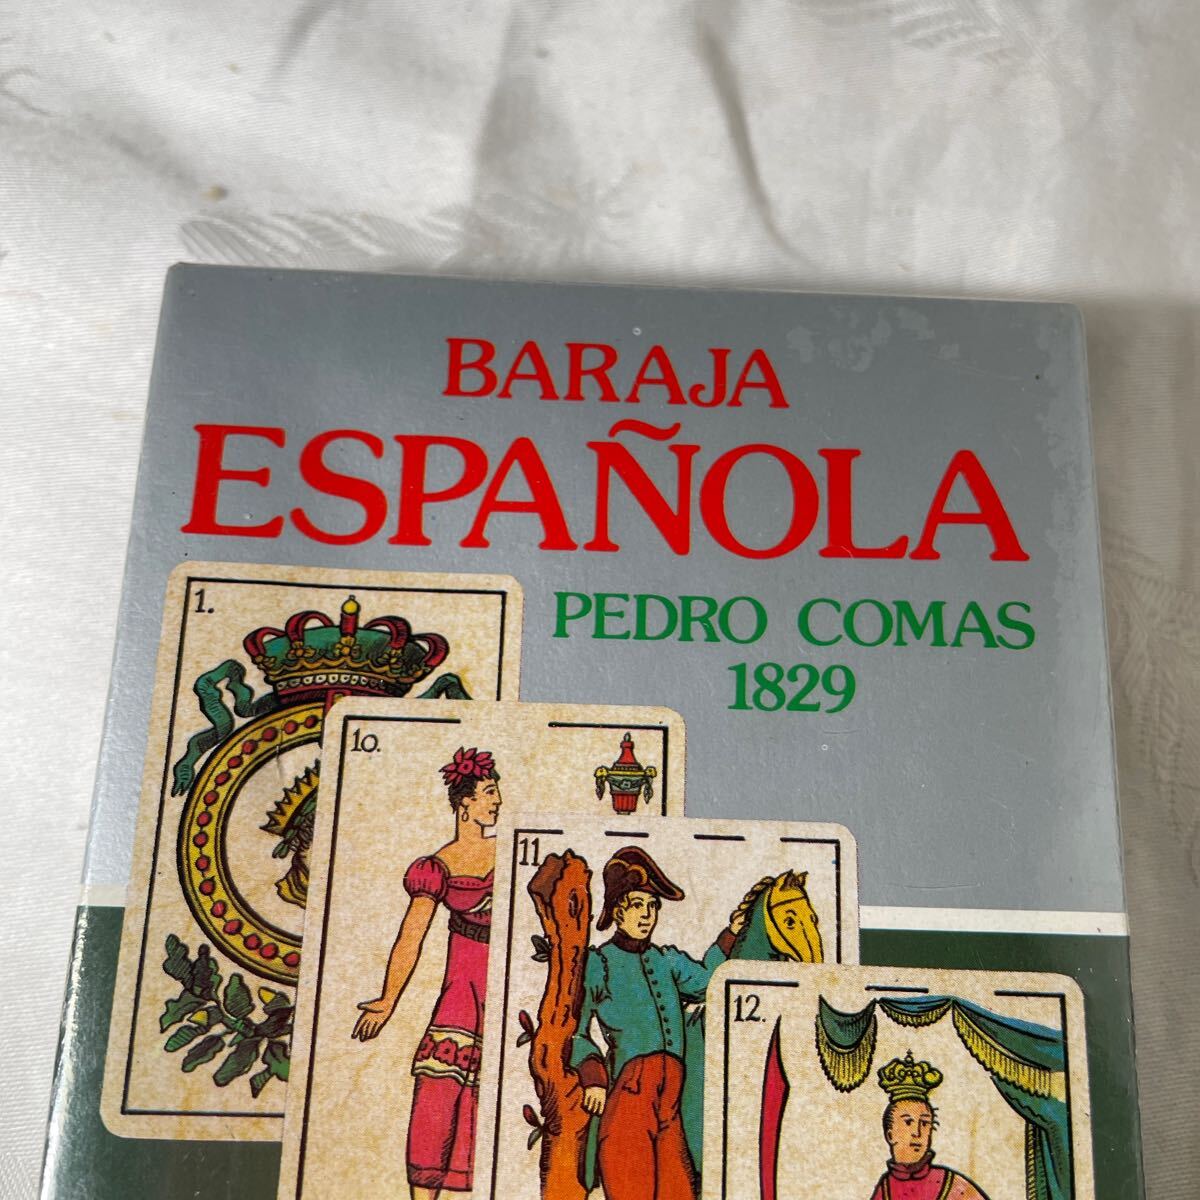 BARAJA
ESPAÑOLA
PEDRO COMAS
1829
1.
10.
11.
12.